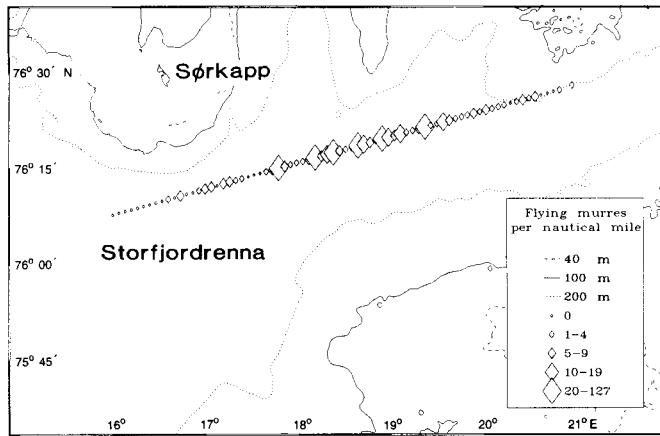 76° 30´ N
Sørkapp
76° 15´
Storfjordrenna
76° 00´
75° 45´
16° 17° 18° 19° 20° 21° E
Flying murres
per nautical mile
40 m
100 m
200 m
0
1-4
5-9
10-19
20-127